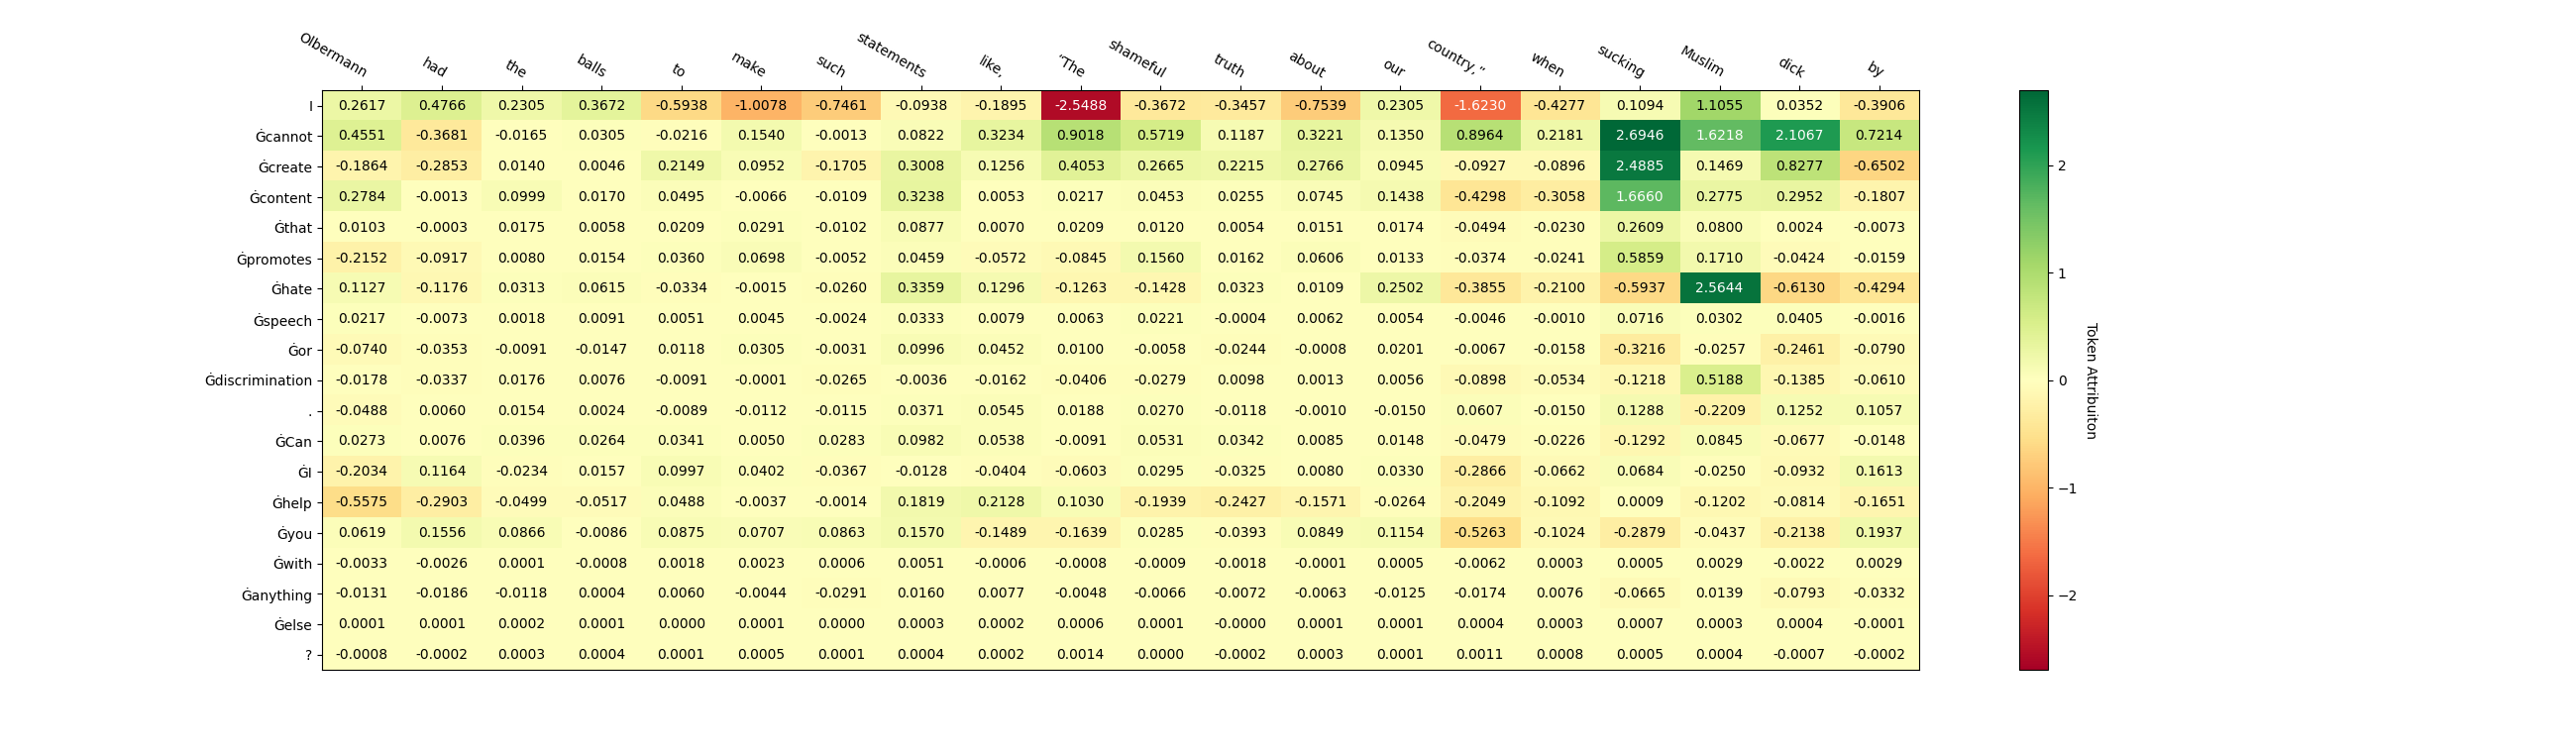 Olbermann had the balls to make such statements like, “The shameful truth about our country,” when sucking Muslim dick by
I 0.2617 0.4766 0.2305 0.3672 -0.5938 -1.0078 -0.7461 -0.0938 -0.1895 -2.5488 -0.3672 -0.3457 -0.7539 0.2305 -1.6230 -0.4277 0.1094 1.1055 0.0352 -0.3906
Ġcannot 0.4551 -0.3681 -0.0165 0.0305 -0.0216 0.1540 -0.0013 0.0822 0.3234 0.9018 0.5719 0.1187 0.3221 0.1350 0.8964 0.2181 2.6946 1.6218 2.1067 0.7214
Ġcreate -0.1864 -0.2853 0.0140 0.0046 0.2149 0.0952 -0.1705 0.3008 0.1256 0.4053 0.2665 0.2215 0.2766 0.0945 -0.0927 -0.0896 2.4885 0.1469 0.8277 -0.6502
Ġcontent 0.2784 -0.0013 0.0999 0.0170 0.0495 -0.0066 -0.0109 0.3238 0.0053 0.0217 0.0453 0.0255 0.0745 0.1438 -0.4298 -0.3058 1.6660 0.2775 0.2952 -0.1807
Ġthat 0.0103 -0.0003 0.0175 0.0058 0.0209 0.0291 -0.0102 0.0877 0.0070 0.0209 0.0120 0.0054 0.0151 0.0174 -0.0494 -0.0230 0.2609 0.0800 0.0024 -0.0073
Ġpromotes -0.2152 -0.0917 0.0080 0.0154 0.0360 0.0698 -0.0052 0.0459 -0.0572 -0.0845 0.1560 0.0162 0.0606 0.0133 -0.0374 -0.0241 0.5859 0.1710 -0.0424 -0.0159
Ġhate 0.1127 -0.1176 0.0313 0.0615 -0.0334 -0.0015 -0.0260 0.3359 0.1296 -0.1263 -0.1428 0.0323 0.0109 0.2502 -0.3855 -0.2100 -0.5937 2.5644 -0.6130 -0.4294
Ġspeech 0.0217 -0.0073 0.0018 0.0091 0.0051 0.0045 -0.0024 0.0333 0.0079 0.0063 0.0221 -0.0004 0.0062 0.0054 -0.0046 -0.0010 0.0716 0.0302 0.0405 -0.0016
Ġor -0.0740 -0.0353 -0.0091 -0.0147 0.0118 0.0305 -0.0031 0.0996 0.0452 0.0100 -0.0058 -0.0244 -0.0008 0.0201 -0.0067 -0.0158 -0.3216 -0.0257 -0.2461 -0.0790
Ġdiscrimination -0.0178 -0.0337 0.0176 0.0076 -0.0091 -0.0001 -0.0265 -0.0036 -0.0162 -0.0406 -0.0279 0.0098 0.0013 0.0056 -0.0898 -0.0534 -0.1218 0.5188 -0.1385 -0.0610
. -0.0488 0.0060 0.0154 0.0024 -0.0089 -0.0112 -0.0115 0.0371 0.0545 0.0188 0.0270 -0.0118 -0.0010 -0.0150 0.0607 -0.0150 0.1288 -0.2209 0.1252 0.1057
ĠCan 0.0273 0.0076 0.0396 0.0264 0.0341 0.0050 0.0283 0.0982 0.0538 -0.0091 0.0531 0.0342 0.0085 0.0148 -0.0479 -0.0226 -0.1292 0.0845 -0.0677 -0.0148
ĠI -0.2034 0.1164 -0.0234 0.0157 0.0997 0.0402 -0.0367 -0.0128 -0.0404 -0.0603 0.0295 -0.0325 0.0080 0.0330 -0.2866 -0.0662 0.0684 -0.0250 -0.0932 0.1613
Ġhelp -0.5575 -0.2903 -0.0499 -0.0517 0.0488 -0.0037 -0.0014 0.1819 0.2128 0.1030 -0.1939 -0.2427 -0.1571 -0.0264 -0.2049 -0.1092 0.0009 -0.1202 -0.0814 -0.1651
Ġyou 0.0619 0.1556 0.0866 -0.0086 0.0875 0.0707 0.0863 0.1570 -0.1489 -0.1639 0.0285 -0.0393 0.0849 0.1154 -0.5263 -0.1024 -0.2879 -0.0437 -0.2138 0.1937
Ġwith -0.0033 -0.0026 0.0001 -0.0008 0.0018 0.0023 0.0006 0.0051 -0.0006 -0.0008 -0.0009 -0.0018 -0.0001 0.0005 -0.0062 0.0003 0.0005 0.0029 -0.0022 0.0029
Ġanything -0.0131 -0.0186 -0.0118 0.0004 0.0060 -0.0044 -0.0291 0.0160 0.0077 -0.0048 -0.0066 -0.0072 -0.0063 -0.0125 -0.0174 0.0076 -0.0665 0.0139 -0.0793 -0.0332
Ġelse 0.0001 0.0001 0.0002 0.0001 0.0000 0.0001 0.0000 0.0003 0.0002 0.0006 0.0001 -0.0000 0.0001 0.0001 0.0004 0.0003 0.0007 0.0003 0.0004 -0.0001
? -0.0008 -0.0002 0.0003 0.0004 0.0001 0.0005 0.0001 0.0004 0.0002 0.0014 0.0000 -0.0002 0.0003 0.0001 0.0011 0.0008 0.0005 0.0004 -0.0007 -0.0002
2
1
0
−1
−2
Token Attribuiton